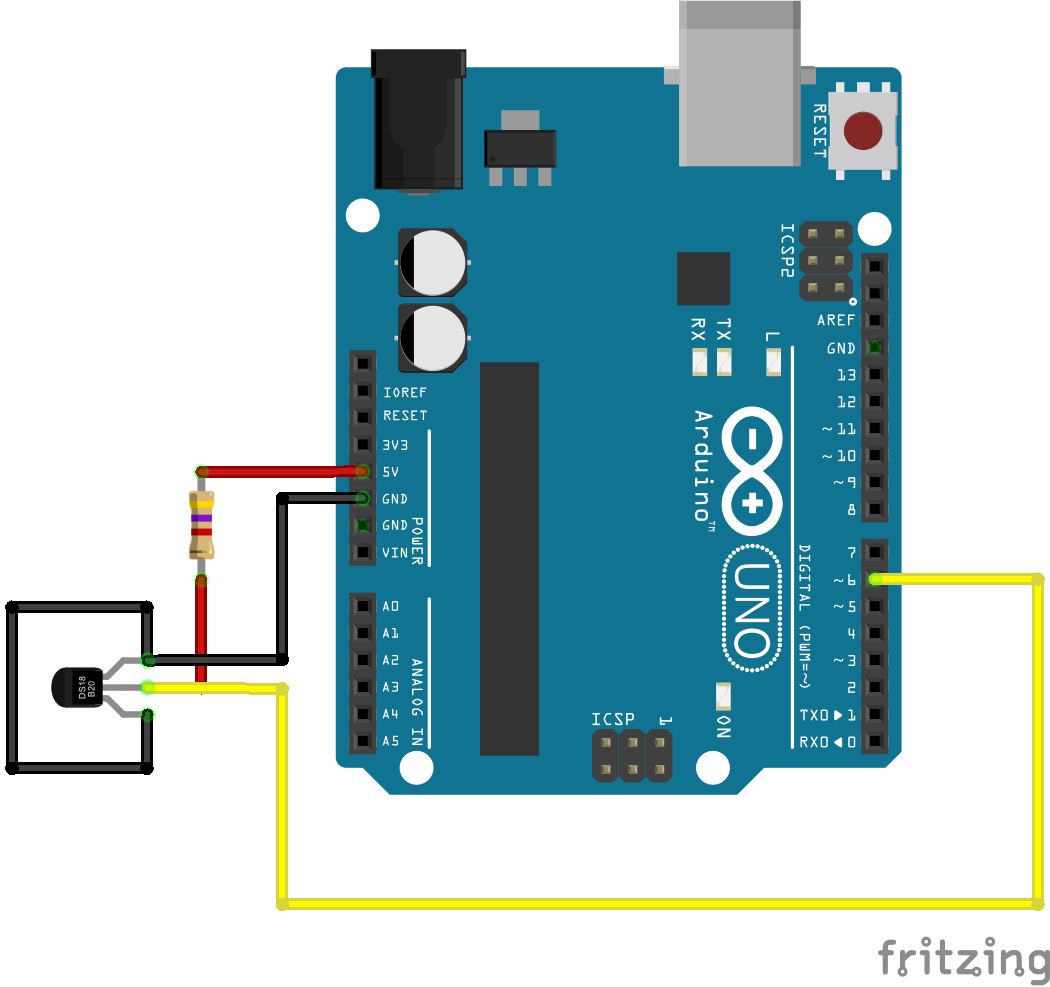 RESET
ICSP2
RX
TX
L
AREF
GND
13
12
~11
~10
~9
8
IOREF
RESET
3V3
5V
GND
GND
VIN
POWER
Arduino™
UNO
DIGITAL (PWM=~)
7
~6
~5
4
~3
2
TX0▶1
RX0◀0
A0
A1
A2
A3
A4
A5
ANALOG IN
DS18
B20
ICSP
1
ON
fritzing